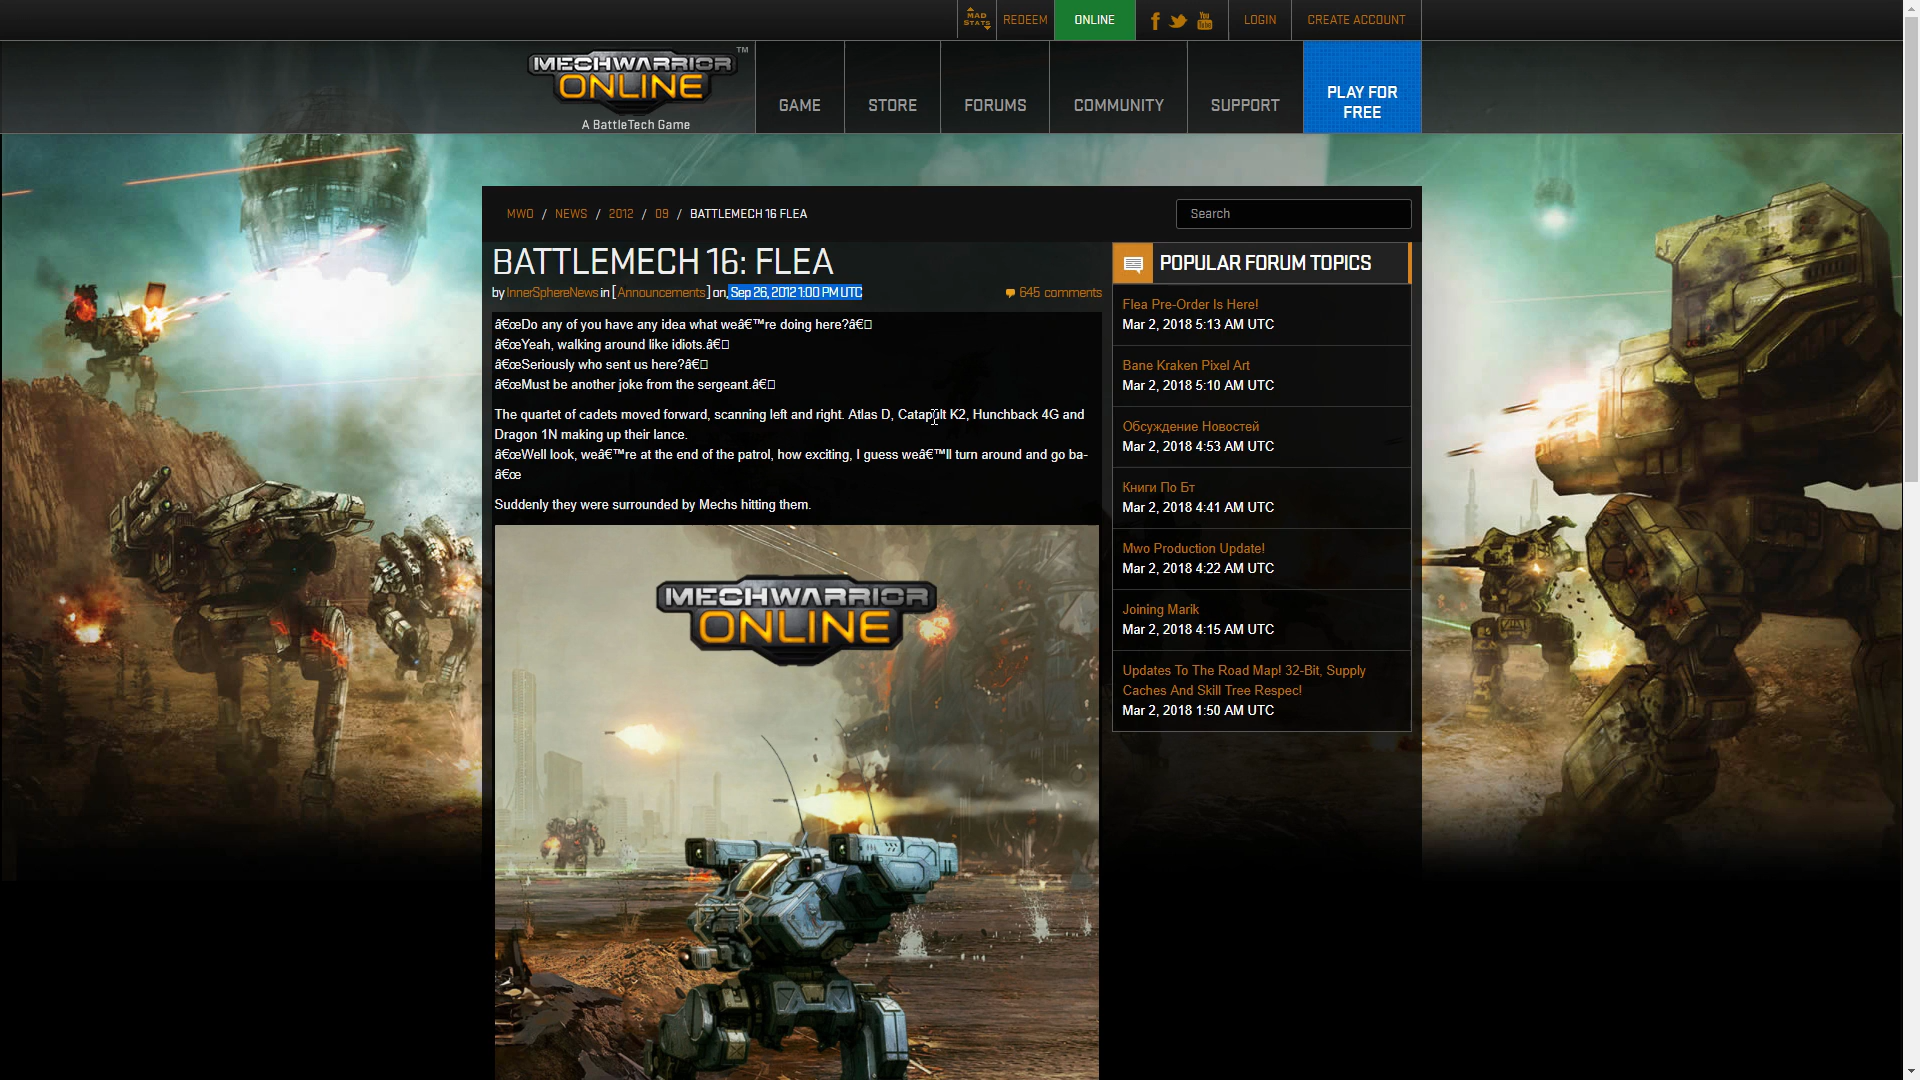 MAD STATS
REDEEM
ONLINE
You Tube
LOGIN
CREATE ACCOUNT
MECHWARRIOR ONLINE ™
A BattleTech Game
GAME
STORE
FORUMS
COMMUNITY
SUPPORT
PLAY FOR FREE
MWO / NEWS / 2012 / 09 / BATTLEMECH 16 FLEA
Search
BATTLEMECH 16: FLEA
by InnerSphereNews in [ Announcements ] on, Sep 26, 2012 1:00 PM UTC
645 comments
â€œDo any of you have any idea what weâ€™re doing here?â€□
â€œYeah, walking around like idiots.â€□
â€œSeriously who sent us here?â€□
â€œMust be another joke from the sergeant.â€□
The quartet of cadets moved forward, scanning left and right. Atlas D, Catapult K2, Hunchback 4G and
Dragon 1N making up their lance.
â€œWell look, weâ€™re at the end of the patrol, how exciting, I guess weâ€™ll turn around and go ba-
â€œ
Suddenly they were surrounded by Mechs hitting them.
MECHWARRIOR
ONLINE
POPULAR FORUM TOPICS
Flea Pre-Order Is Here!
Mar 2, 2018 5:13 AM UTC
Bane Kraken Pixel Art
Mar 2, 2018 5:10 AM UTC
Обсуждение Новостей
Mar 2, 2018 4:53 AM UTC
Книги По Бт
Mar 2, 2018 4:41 AM UTC
Mwo Production Update!
Mar 2, 2018 4:22 AM UTC
Joining Marik
Mar 2, 2018 4:15 AM UTC
Updates To The Road Map! 32-Bit, Supply
Caches And Skill Tree Respec!
Mar 2, 2018 1:50 AM UTC